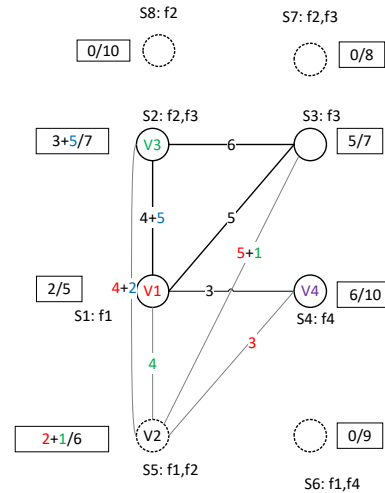 S8: f2
S7: f2,f3
0/10
0/8
S2: f2,f3
S3: f3
3+5/7
V3
6
5/7
4+5
5
5+1
2/5
4+2
V1
3
V4
6/10
S1: f1
S4: f4
4
3
2+1/6
V2
0/9
S5: f1,f2
S6: f1,f4